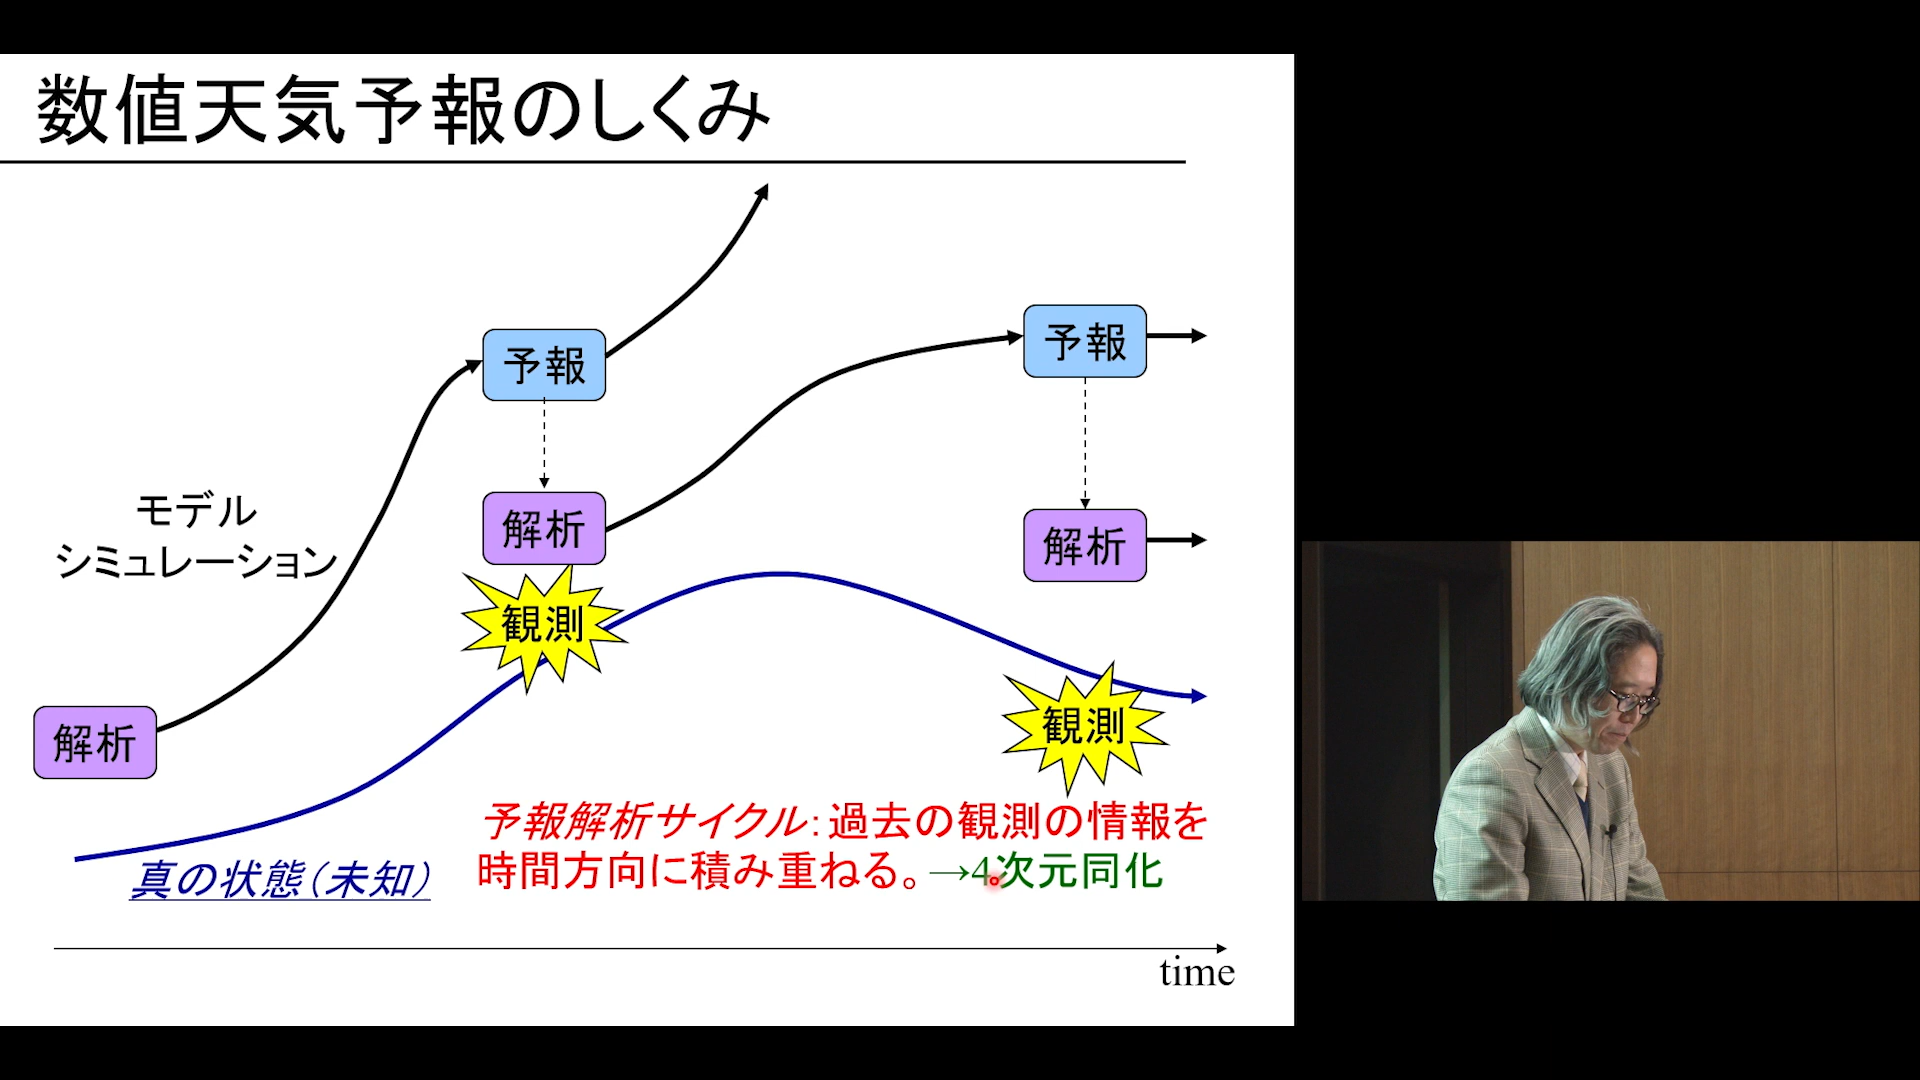 数値天気予報のしくみ
予報
予報
モデル
シミュレーション
解析
解析
観測
解析
観測
予報解析サイクル:過去の観測の情報を
時間方向に積み重ねる。→4次元同化
真の状態(未知)
time